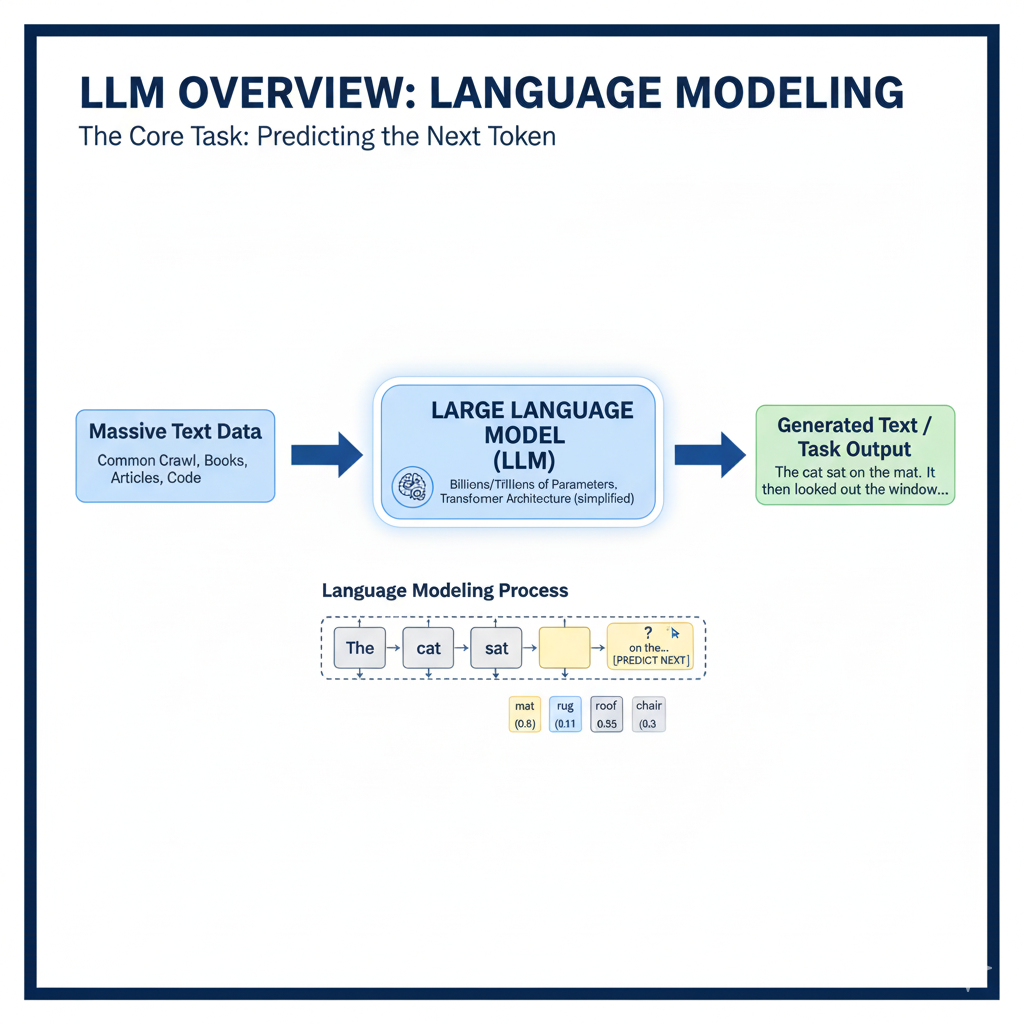 LLM OVERVIEW: LANGUAGE MODELING
The Core Task: Predicting the Next Token
Massive Text Data
Common Crawl, Books,
Articles, Code
LARGE LANGUAGE
MODEL
(LLM)
Billions/Tilllens of Parameters,
Transfomer Architecture (simplified)
Generated Text /
Task Output
The cat sat on the mat. It
then looked out the window...
Language Modeling Process
The cat sat
?
on the...
[PREDICT NEXT]
mat rug roof chair
(0.8) (0.11 0.35 (0.3